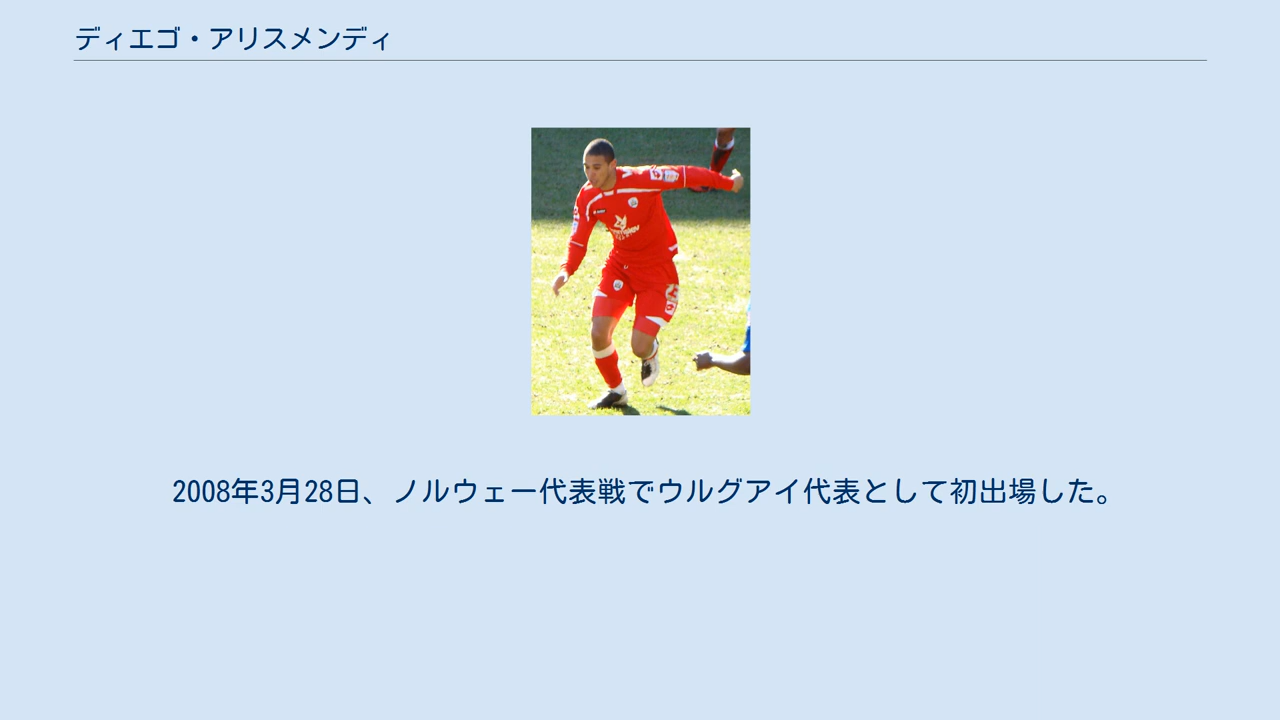 ディエゴ・アリスメンディ
2008年3月28日、ノルウェー代表戦でウルグアイ代表として初出場した。